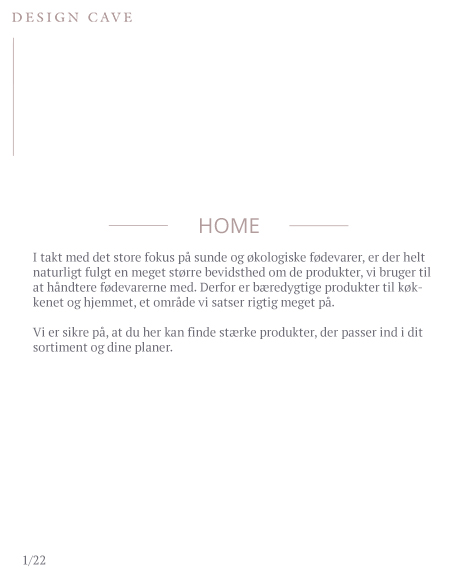 DESIGN CAVE
HOME
I takt med det store fokus på sunde og økologiske fødevarer, er der helt
naturligt fulgt en meget større bevidsthed om de produkter, vi bruger til
at håndtere fødevarerne med. Derfor er bæredygtige produkter til køk-
kenet og hjemmet, et område vi satser rigtig meget på.
Vi er sikre på, at du her kan finde stærke produkter, der passer ind i dit
sortiment og dine planer.
1/22